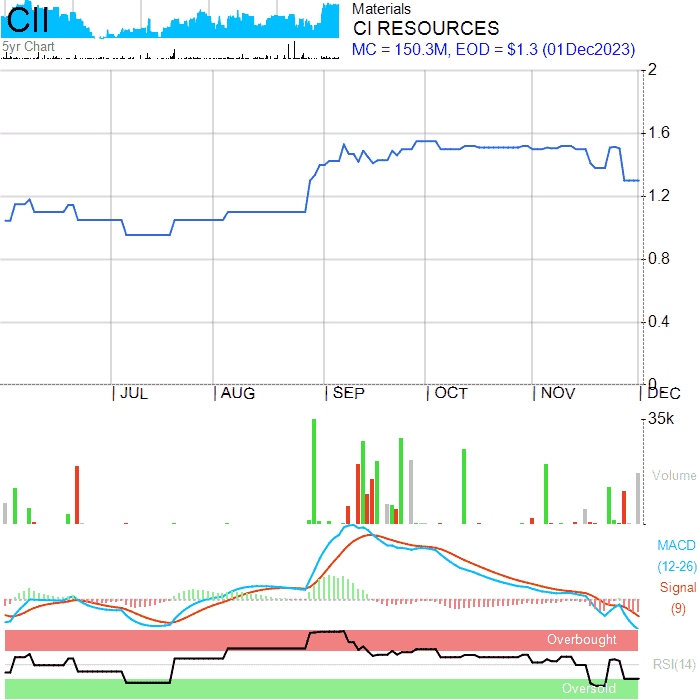 CII
5yr Chart
Materials
CI RESOURCES
MC = 150.3M, EOD = $1.3 (01Dec2023)
2
1.6
1.2
0.8
0.4
0
JUL
AUG
SEP
OCT
NOV
DEC
35k
Volume
MACD
(12-26)
Signal
(9)
Overbought
RSI(14)
Oversold